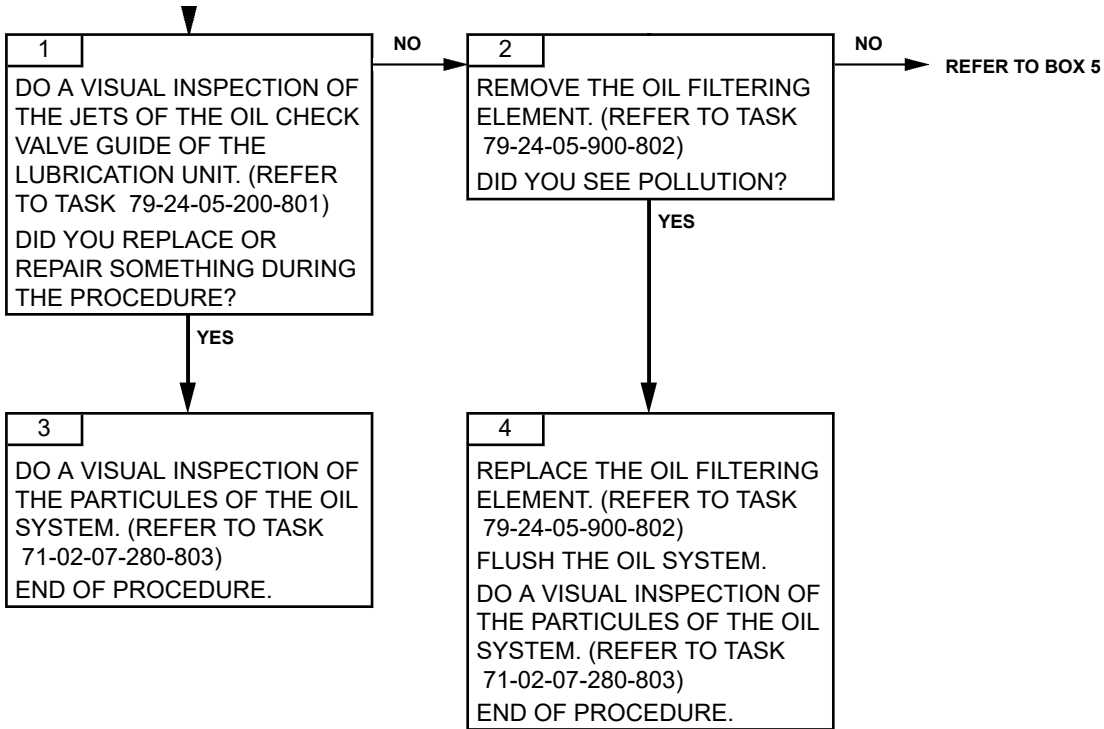 1
DO A VISUAL INSPECTION OF
THE JETS OF THE OIL CHECK
VALVE GUIDE OF THE
LUBRICATION UNIT. (REFER
TO TASK 79-24-05-200-801)
DID YOU REPLACE OR
REPAIR SOMETHING DURING
THE PROCEDURE?
NO
YES
2
REMOVE THE OIL FILTERING
ELEMENT. (REFER TO TASK
79-24-05-900-802)
DID YOU SEE POLLUTION?
NO
REFER TO BOX 5
YES
3
DO A VISUAL INSPECTION OF
THE PARTICULES OF THE OIL
SYSTEM. (REFER TO TASK
71-02-07-280-803)
END OF PROCEDURE.
4
REPLACE THE OIL FILTERING
ELEMENT. (REFER TO TASK
79-24-05-900-802)
FLUSH THE OIL SYSTEM.
DO A VISUAL INSPECTION OF
THE PARTICULES OF THE OIL
SYSTEM. (REFER TO TASK
71-02-07-280-803)
END OF PROCEDURE.